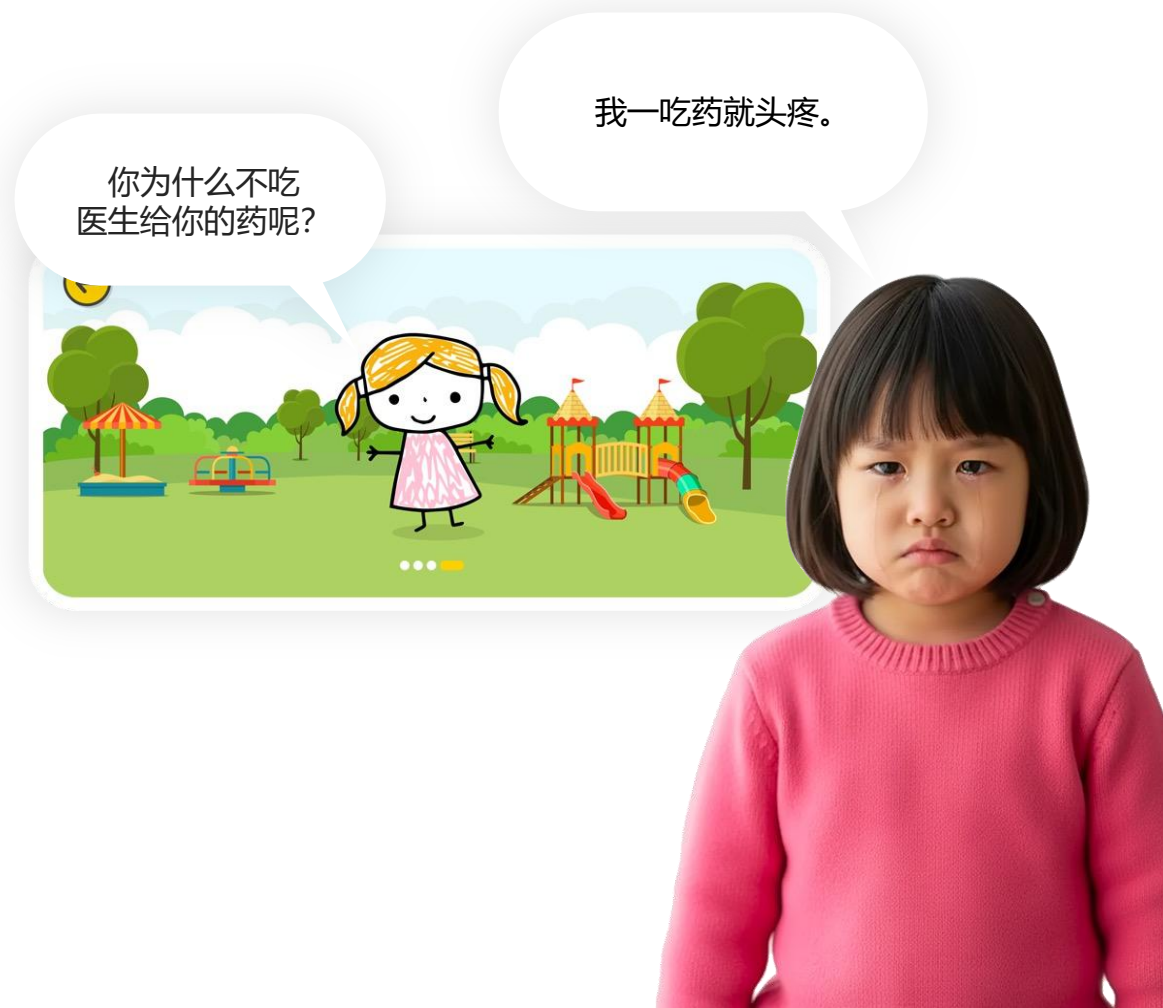 你为什么不吃
医生给你的药呢？
我一吃药就头疼。